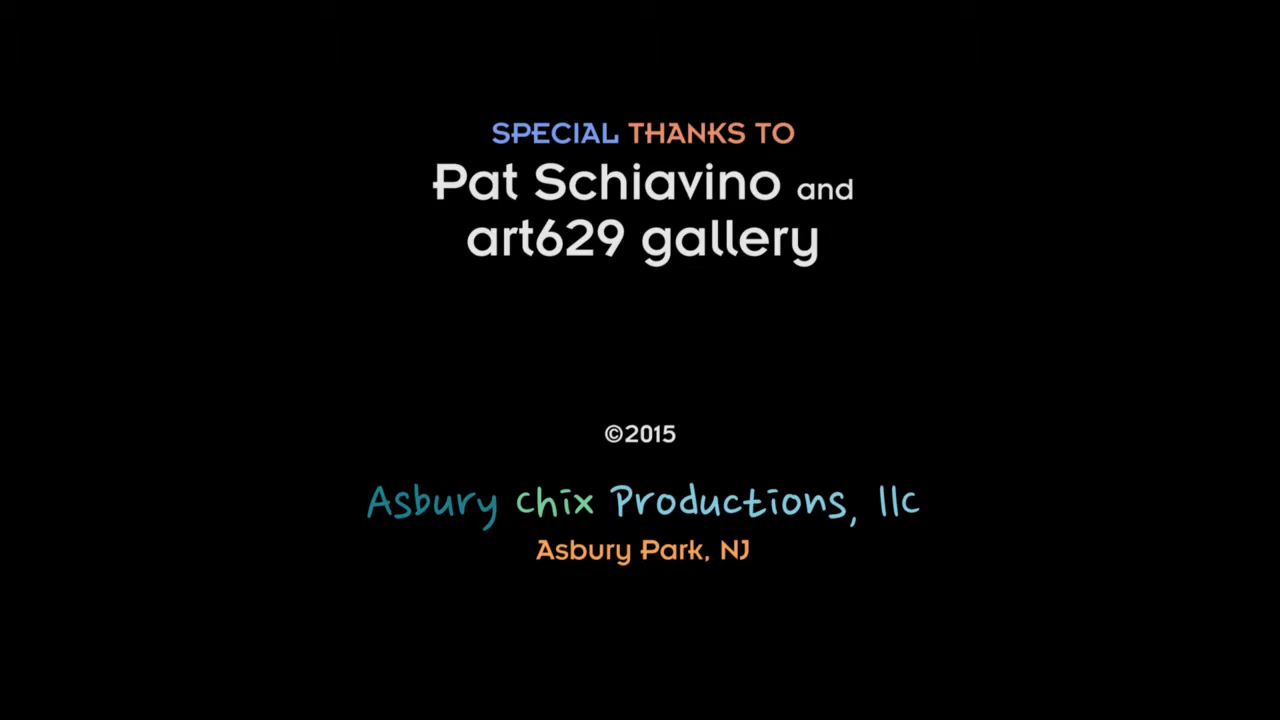 SPECIAL THANKS TO
Pat Schiavino and
art629 gallery
©2015
Asbury Chix Productions, llc
Asbury Park, NJ